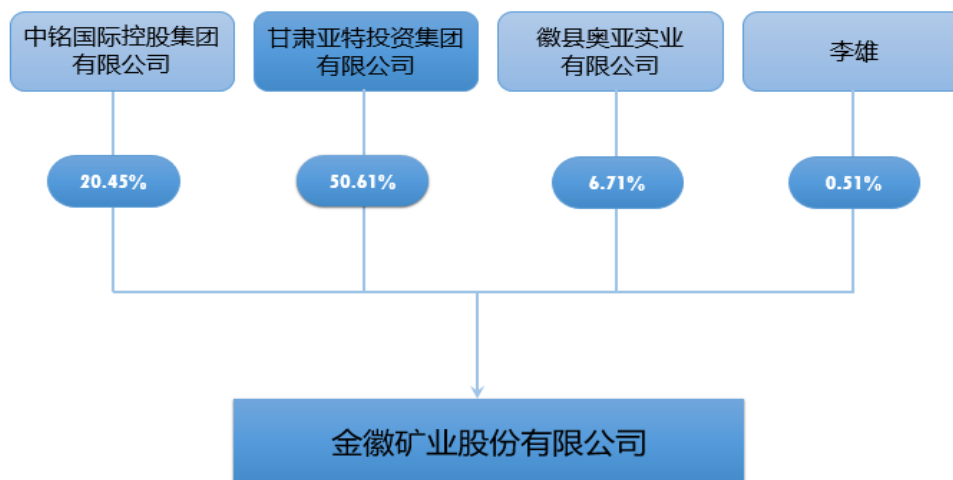 中铭国际控股集团
有限公司
甘肃亚特投资集团
有限公司
徽县奥亚实业
有限公司
李雄
20.45%
50.61%
6.71%
0.51%
金徽矿业股份有限公司